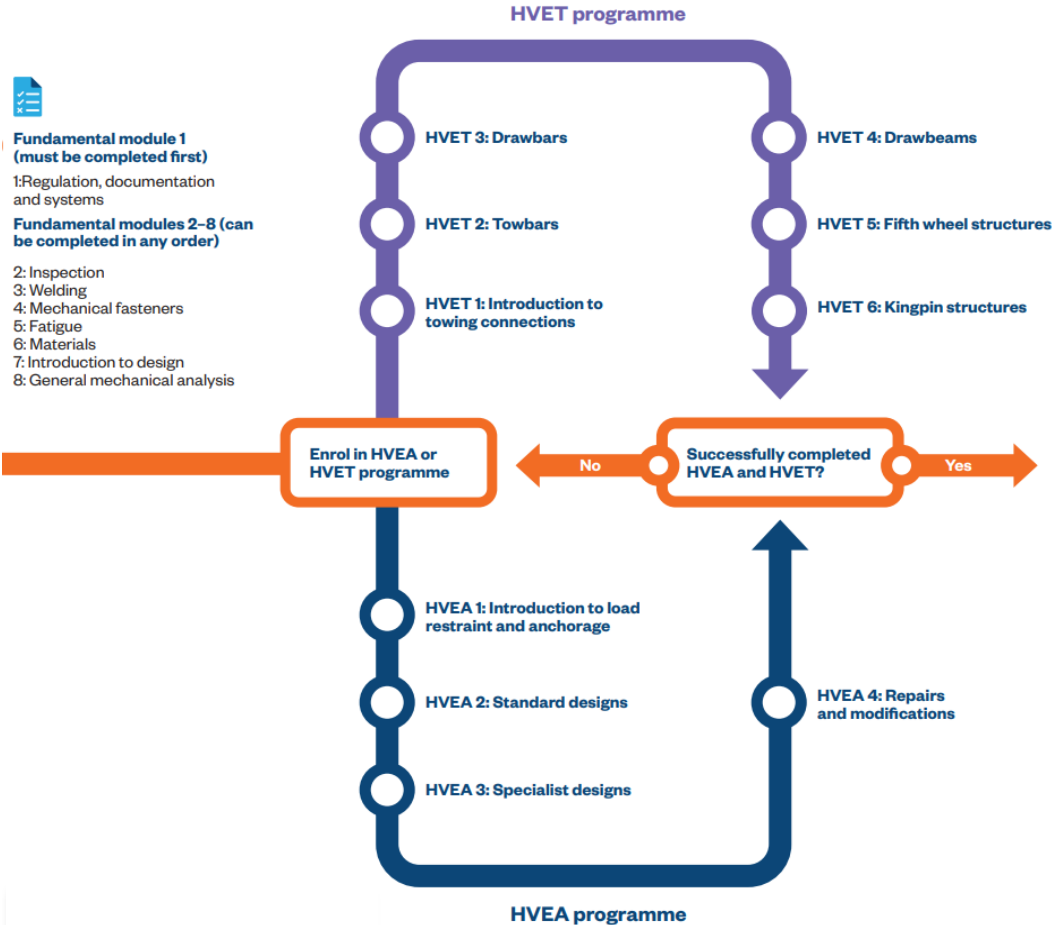 HVET programme
Fundamental module 1
(must be completed first)
1:Regulation, documentation
and systems
Fundamental modules 2–8 (can
be completed in any order)
2: Inspection
3: Welding
4: Mechanical fasteners
5: Fatigue
6: Materials
7: Introduction to design
8: General mechanical analysis
HVET 3: Drawbars
HVET 2: Towbars
HVET 1: Introduction to
towing connections
HVET 4: Drawbeams
HVET 5: Fifth wheel structures
HVET 6: Kingpin structures
Enrol in HVEA or
HVET programme
No
Successfully completed
HVEA and HVET?
Yes
HVEA 1: Introduction to load
restraint and anchorage
HVEA 2: Standard designs
HVEA 3: Specialist designs
HVEA 4: Repairs
and modifications
HVEA programme